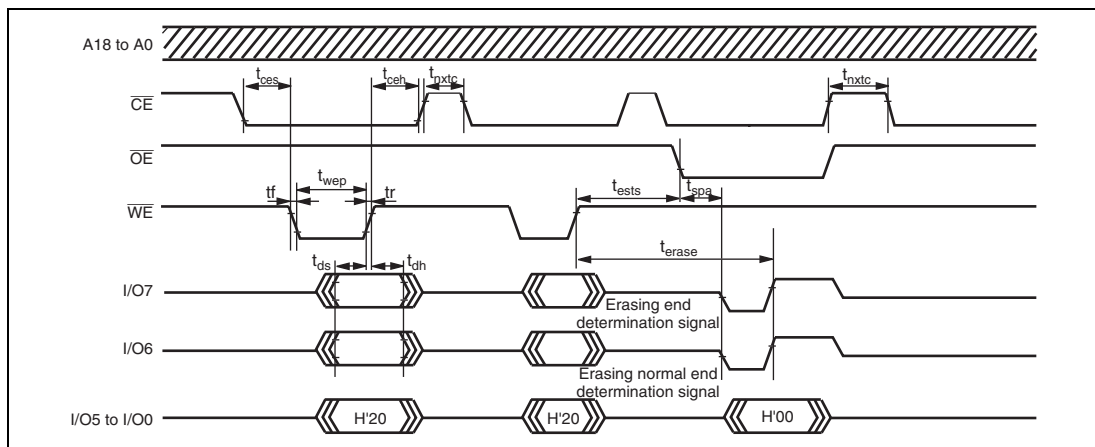 A18 to A0
tces
tceh
tnxtc
tnxtc
CE
OE
twep
tests
tspa
tf
tr
WE
terase
tds
tdh
I/O7
Erasing end
determination signal
I/O6
Erasing normal end
determination signal
I/O5 to I/O0
H'20
H'20
H'00